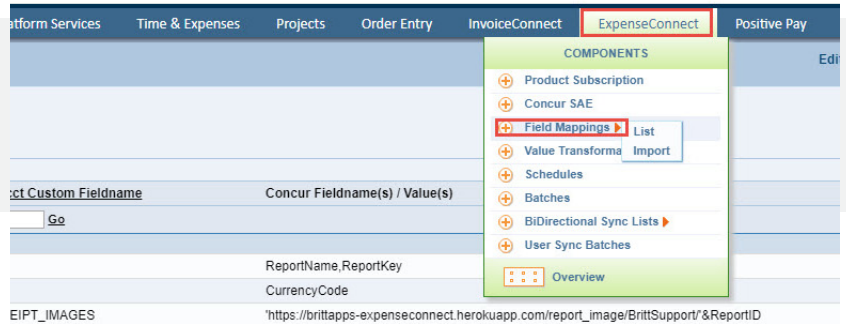 atform Services Time & Expenses Projects Order Entry InvoiceConnect ExpenseConnect Positive Pay
COMPONENTS
Edi
Product Subscription
Concur SAE
Field Mappings
List
Value Transforma
Import
Schedules
ct Custom Fieldname Concur Fieldname(s) / Value(s)
Batches
Go
BiDirectional Sync Lists
User Sync Batches
ReportName,ReportKey
Overview
CurrencyCode
EIPT_IMAGES 'https://brittapps-expenseconnect.herokuapp.com/report_image/BrittSupport/'&ReportID